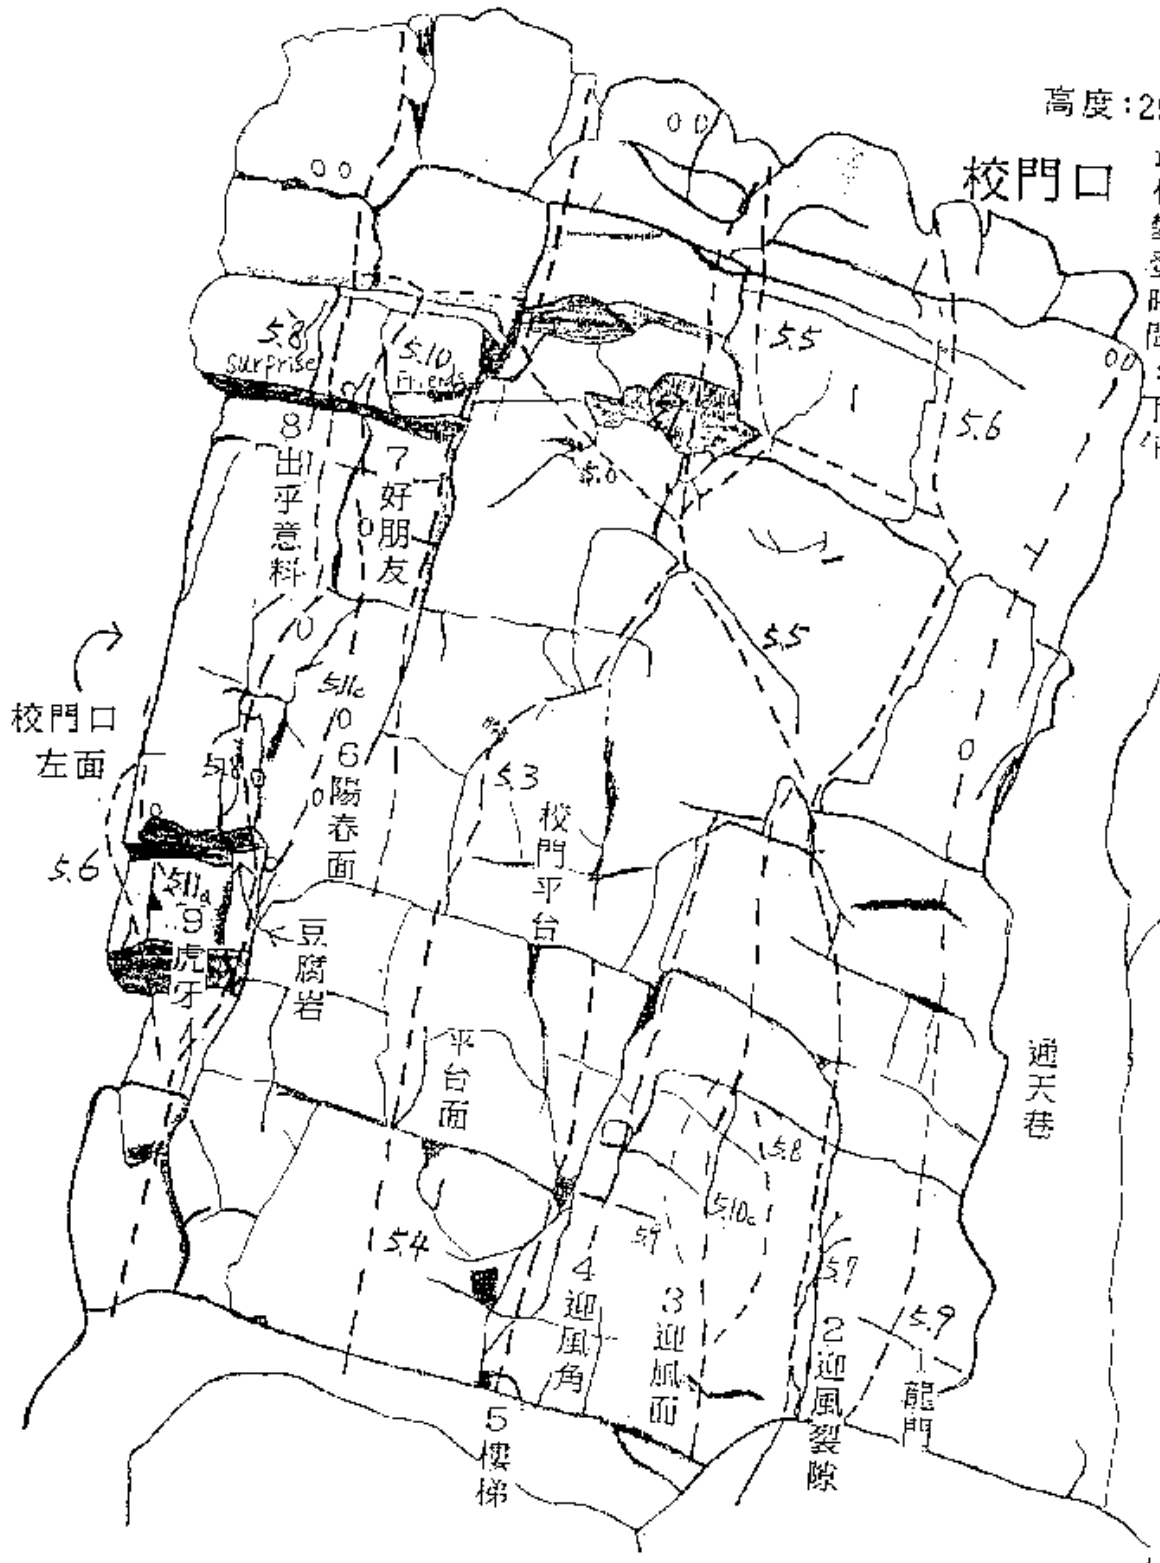 高度:2
校門口
5.8
surprise
5.10
Friends
5.5
5.6
8出乎意料
7好朋友
5.5
校門口
左面
5.11c
6陽春面
5.8
5.3
校門平台
5.6
5.11a
9虎牙
豆腐岩
平台面
通天巷
5.8
5.10c
5.9
5.4
5.7
5.9
4迎風角
3迎風面
2迎風裂隙
1龍門
5樓梯